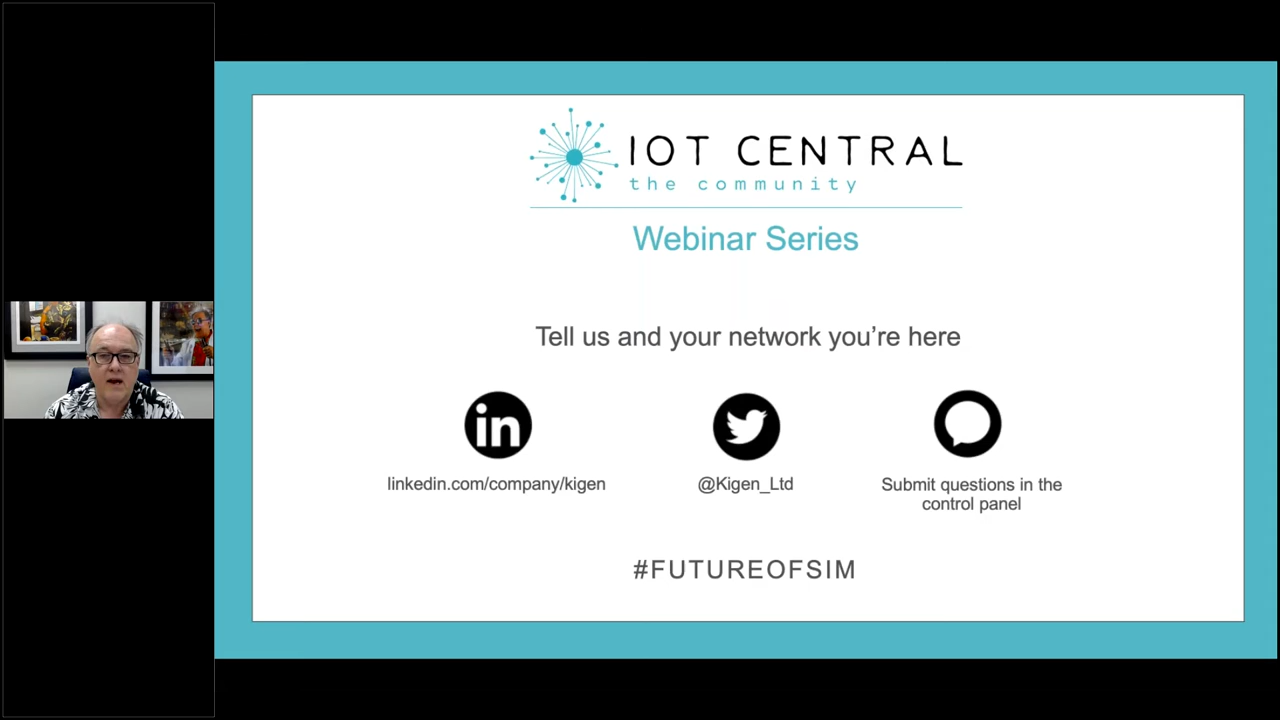 IOT CENTRAL
the community
Webinar Series
Tell us and your network you're here
in
linkedin.com/company/kigen
@Kigen_Ltd
Submit questions in the
control panel
#FUTUREOFSIM